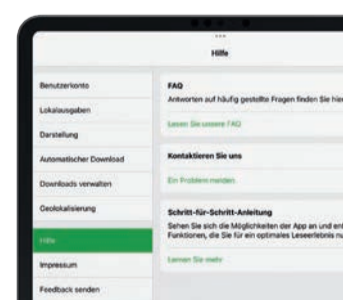 Hilfe
Benutzerkonto
Lokalausgaben
Darstellung
Automatischer Download
Downloads verwalten
Geolokalisierung
Hilfe
Impressum
Feedback senden
FAQ
Antworten auf häufig gestellte Fragen finden Sie hier
Lesen Sie unsere FAQ
Kontaktieren Sie uns
Ein Problem melden
Schritt-für-Schritt-Anleitung
Sehen Sie sich die Möglichkeiten der App an und
Funktionen, die Sie für ein optimales Leseerlebnis
Lernen Sie mehr